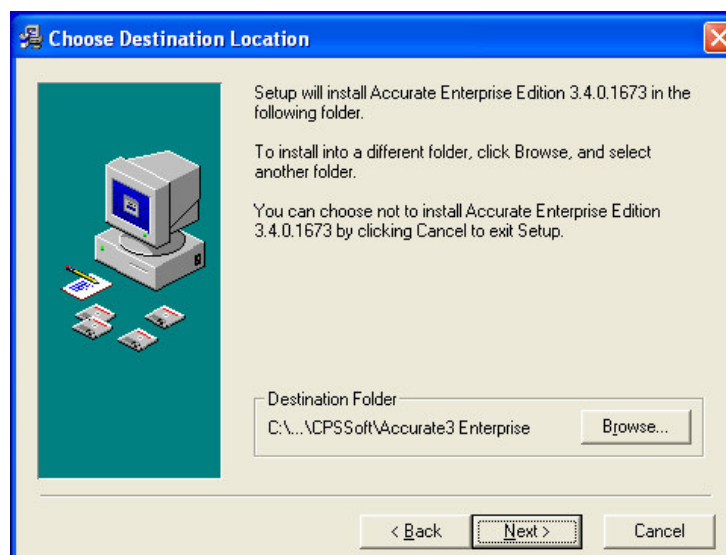 Choose Destination Location
Setup will install Accurate Enterprise Edition 3.4.0.1673 in the
following folder.
To install into a different folder, click Browse, and select
another folder.
You can choose not to install Accurate Enterprise Edition
3.4.0.1673 by clicking Cancel to exit Setup.
Destination Folder
C:\...\CPSSoft\Accurate3 Enterprise
Browse...
< Back
Next >
Cancel